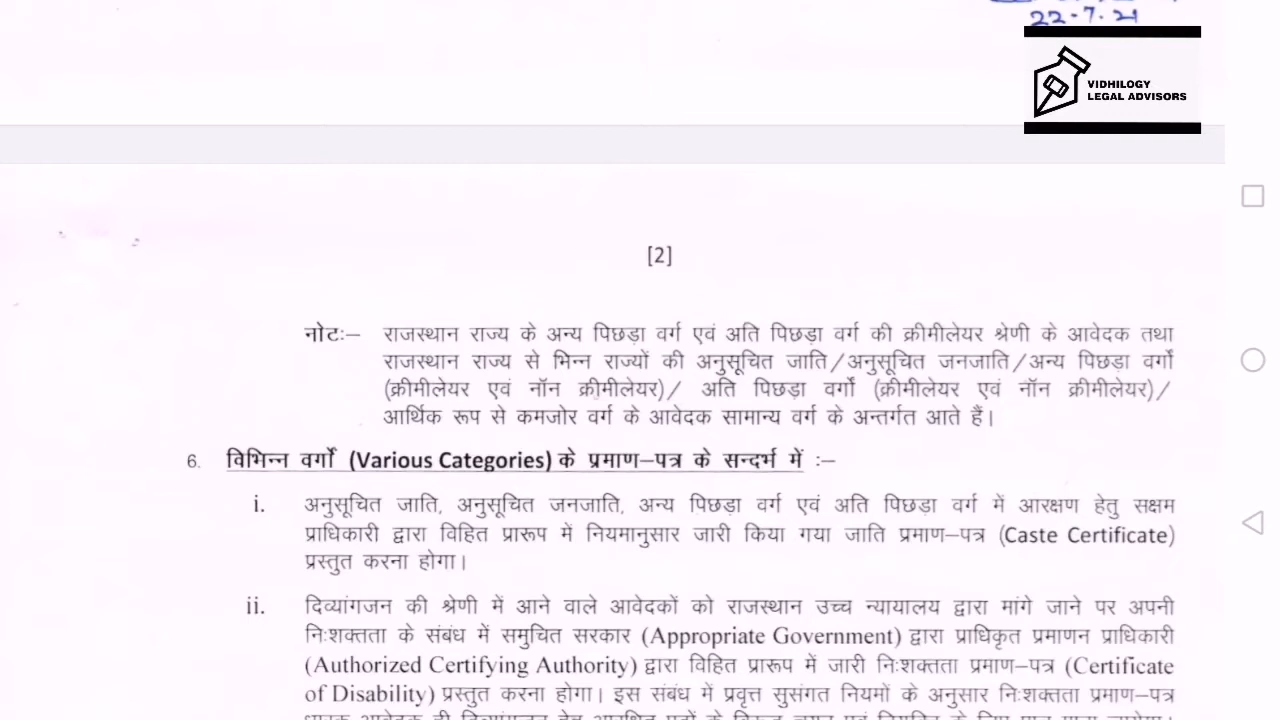 22-7-21
VIDHILOGY
LEGAL ADVISORS
[2]
नोटः– राजस्थान राज्य के अन्य पिछड़ा वर्ग एवं अति पिछड़ा वर्ग की क्रीमीलेयर श्रेणी के आवेदक तथा
राजस्थान राज्य से भिन्न राज्यों की अनुसूचित जाति/अनुसूचित जनजाति/अन्य पिछड़ा वर्गों
(क्रीमीलेयर एवं नॉन क्रीमीलेयर)/ अति पिछड़ा वर्गों (क्रीमीलेयर एवं नॉन क्रीमीलेयर)/
आर्थिक रूप से कमजोर वर्ग के आवेदक सामान्य वर्ग के अन्तर्गत आते हैं।
6. विभिन्न वर्गों (Various Categories) के प्रमाण–पत्र के सन्दर्भ में :–
i. अनुसूचित जाति, अनुसूचित जनजाति, अन्य पिछड़ा वर्ग एवं अति पिछड़ा वर्ग में आरक्षण हेतु सक्षम
प्राधिकारी द्वारा विहित प्रारूप में नियमानुसार जारी किया गया जाति प्रमाण–पत्र (Caste Certificate)
प्रस्तुत करना होगा।
ii. दिव्यांगजन की श्रेणी में आने वाले आवेदकों को राजस्थान उच्च न्यायालय द्वारा मांगे जाने पर अपनी
निःशक्तता के संबंध में समुचित सरकार (Appropriate Government) द्वारा प्राधिकृत प्रमाणन प्राधिकारी
(Authorized Certifying Authority) द्वारा विहित प्रारूप में जारी निःशक्तता प्रमाण–पत्र (Certificate
of Disability) प्रस्तुत करना होगा। इस संबंध में प्रवृत्त सुसंगत नियमों के अनुसार निःशक्तता प्रमाण–पत्र